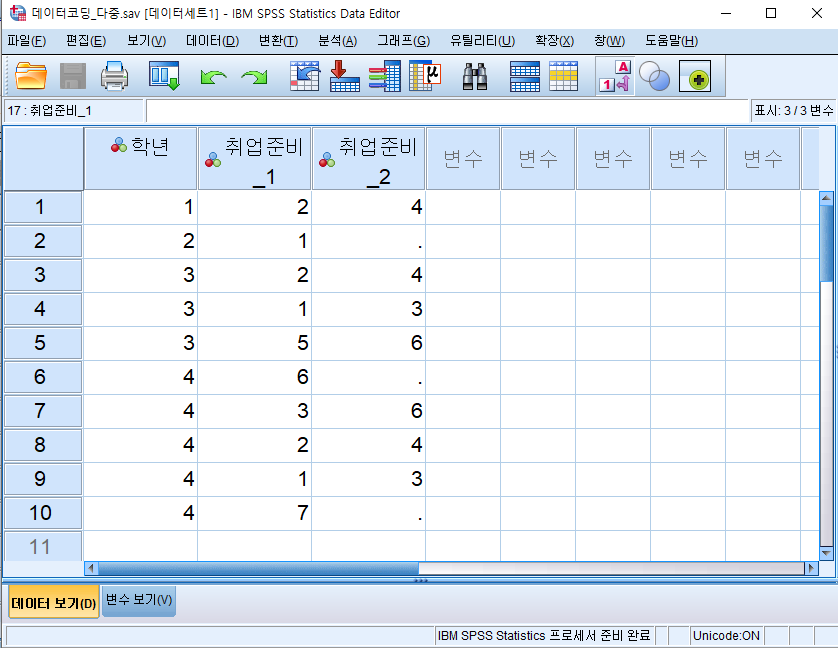 데이터코딩_다중.sav [데이터세트1] - IBM SPSS Statistics Data Editor
파일(F) 편집(E) 보기(V) 데이터(D) 변환(T) 분석(A) 그래프(G) 유틸리티(U) 확장(X) 창(W) 도움말(H)
17 : 취업준비_1 표시: 3 / 3 변수
학년 취업준비_1 취업준비_2 변수 변수 변수 변수 변수
1 1 2 4
2 2 1 .
3 3 2 4
4 3 1 3
5 3 5 6
6 4 6 .
7 4 3 6
8 4 2 4
9 4 1 3
10 4 7 .
11
데이터 보기(D) 변수 보기(V)
IBM SPSS Statistics 프로세서 준비 완료 Unicode:ON